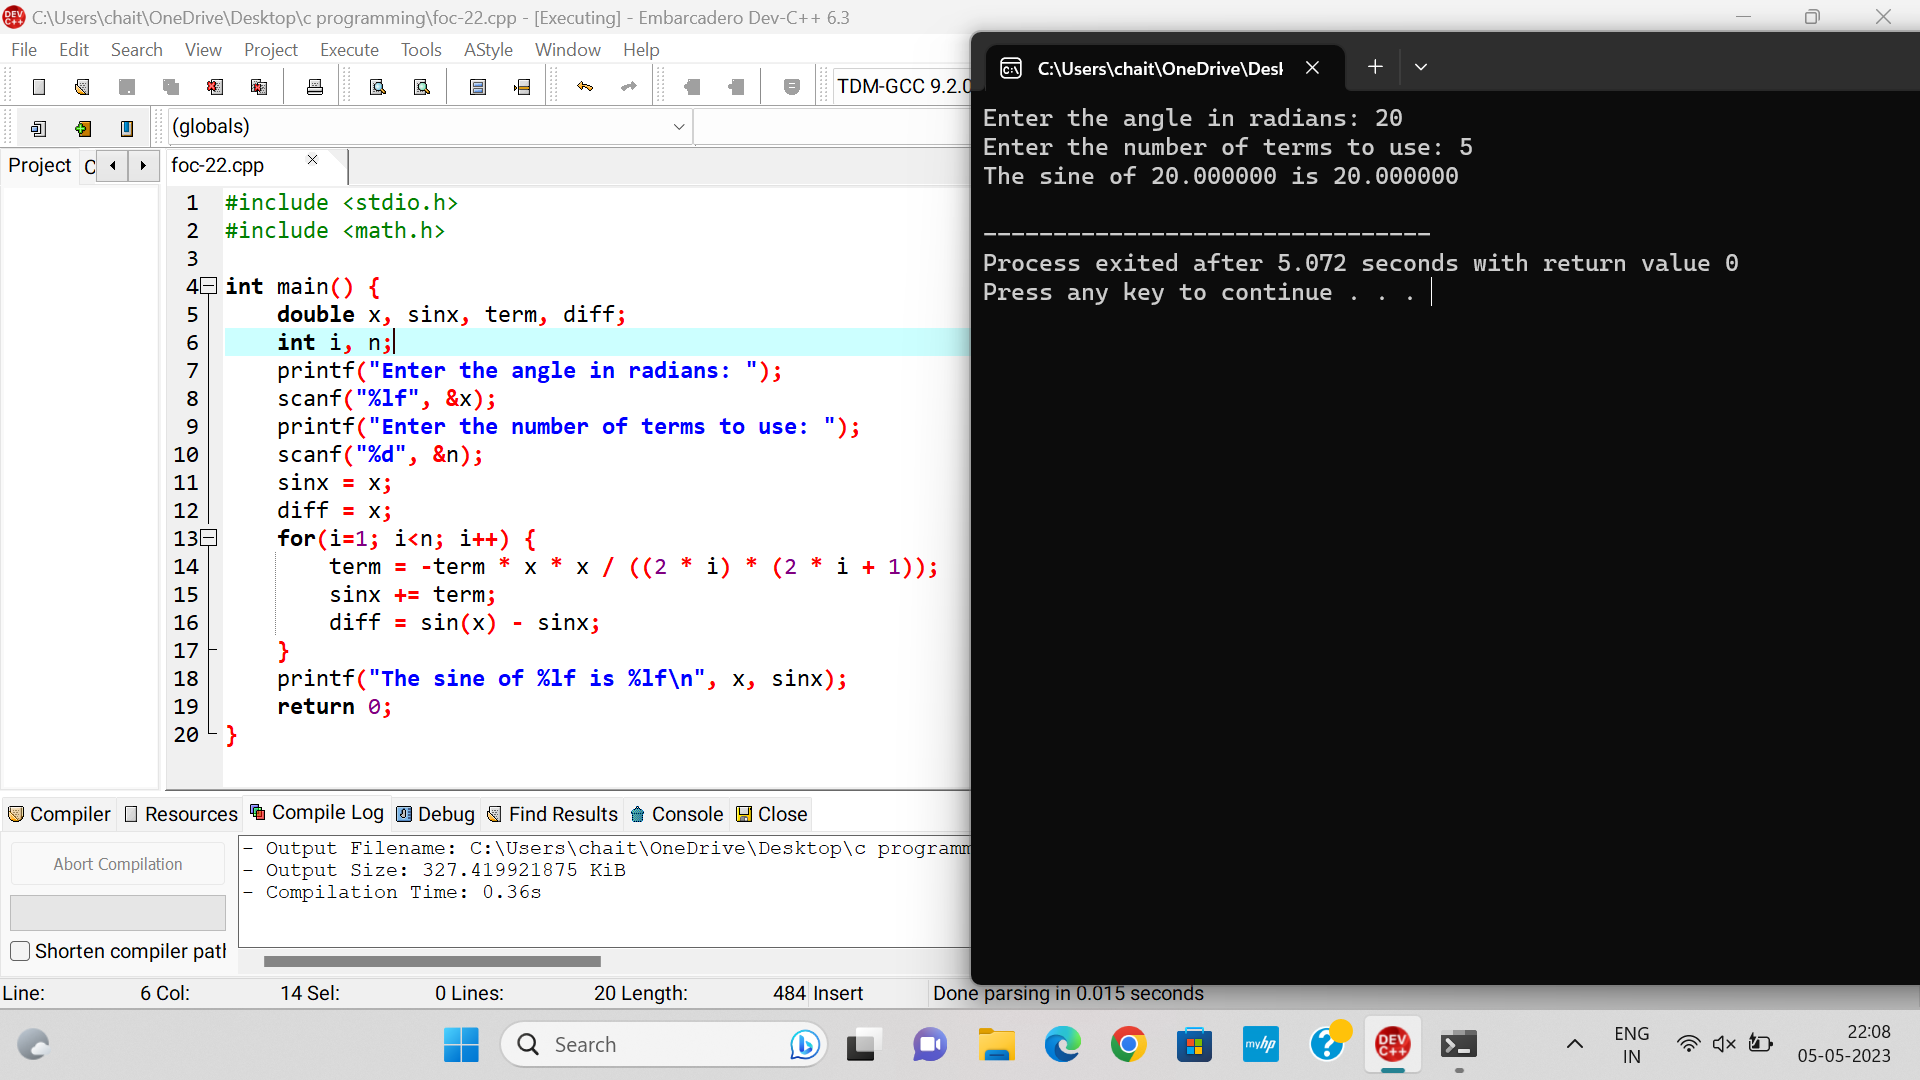 C:\Users\chait\OneDrive\Desktop\c programming\foc-22.cpp - [Executing] - Embarcadero Dev-C++ 6.3
File Edit Search View Project Execute Tools AStyle Window Help
TDM-GCC 9.2.0
(globals)
Project C
foc-22.cpp
1 #include <stdio.h>
2 #include <math.h>
3
4 int main() {
5 double x, sinx, term, diff;
6 int i, n;
7 printf("Enter the angle in radians: ");
8 scanf("%lf", &x);
9 printf("Enter the number of terms to use: ");
10 scanf("%d", &n);
11 sinx = x;
12 diff = x;
13 for(i=1; i<n; i++) {
14 term = -term * x * x / ((2 * i) * (2 * i + 1));
15 sinx += term;
16 diff = sin(x) - sinx;
17 }
18 printf("The sine of %lf is %lf\n", x, sinx);
19 return 0;
20 }
Compiler Resources Compile Log Debug Find Results Console Close
Abort Compilation
Shorten compiler path
- Output Filename: C:\Users\chait\OneDrive\Desktop\c programm
- Output Size: 327.419921875 KiB
- Compilation Time: 0.36s
Line: 6 Col: 14 Sel: 0 Lines: 20 Length: 484 Insert Done parsing in 0.015 seconds
C:\Users\chait\OneDrive\Desk
Enter the angle in radians: 20
Enter the number of terms to use: 5
The sine of 20.000000 is 20.000000
--------------------------------
Process exited after 5.072 seconds with return value 0
Press any key to continue . . .
Search
myhp
DEV C++
ENG
IN
22:08
05-05-2023